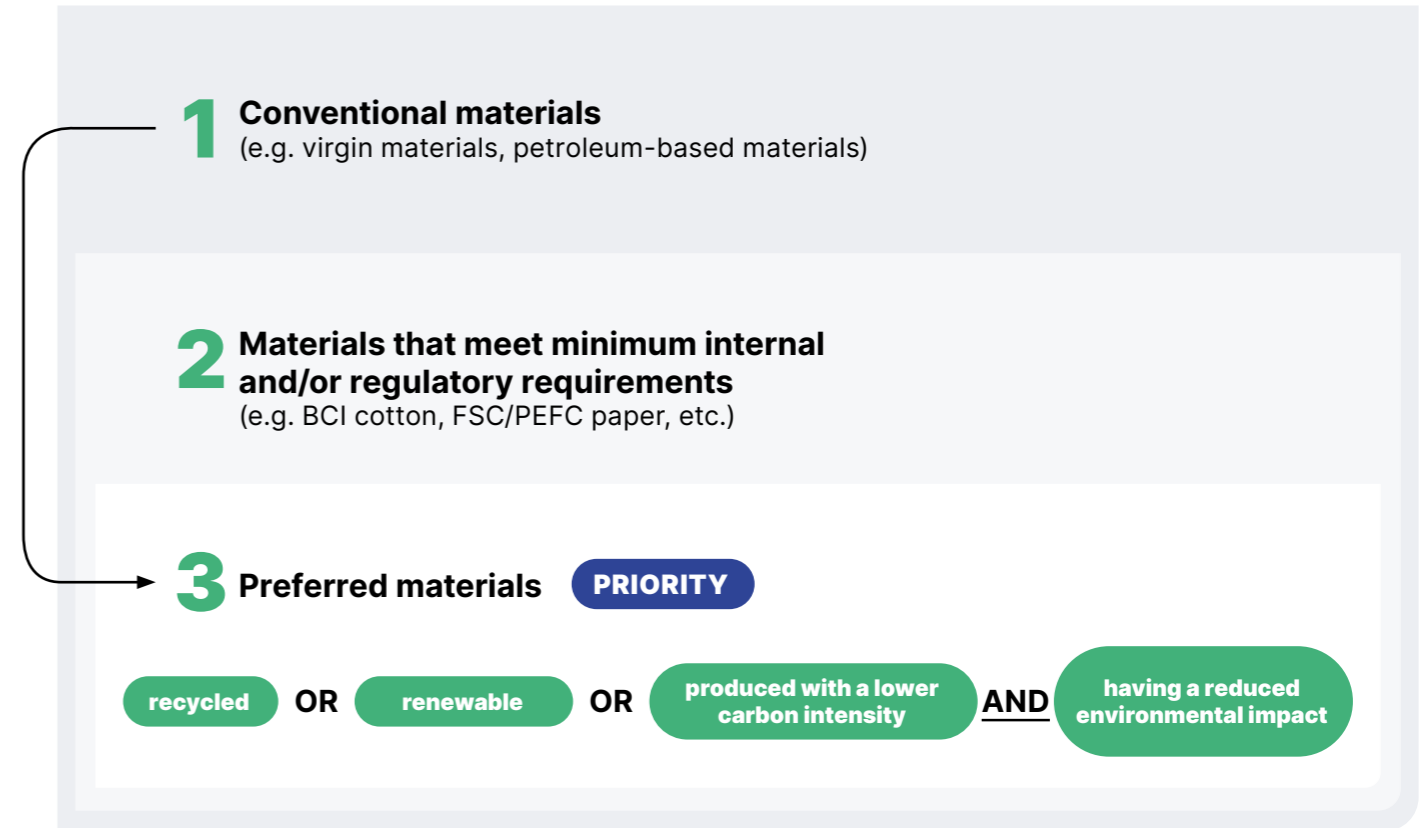 1 Conventional materials
(e.g. virgin materials, petroleum-based materials)
2 Materials that meet minimum internal
and/or regulatory requirements
(e.g. BCI cotton, FSC/PEFC paper, etc.)
3 Preferred materials PRIORITY
recycled OR renewable OR produced with a lower
carbon intensity AND having a reduced
environmental impact